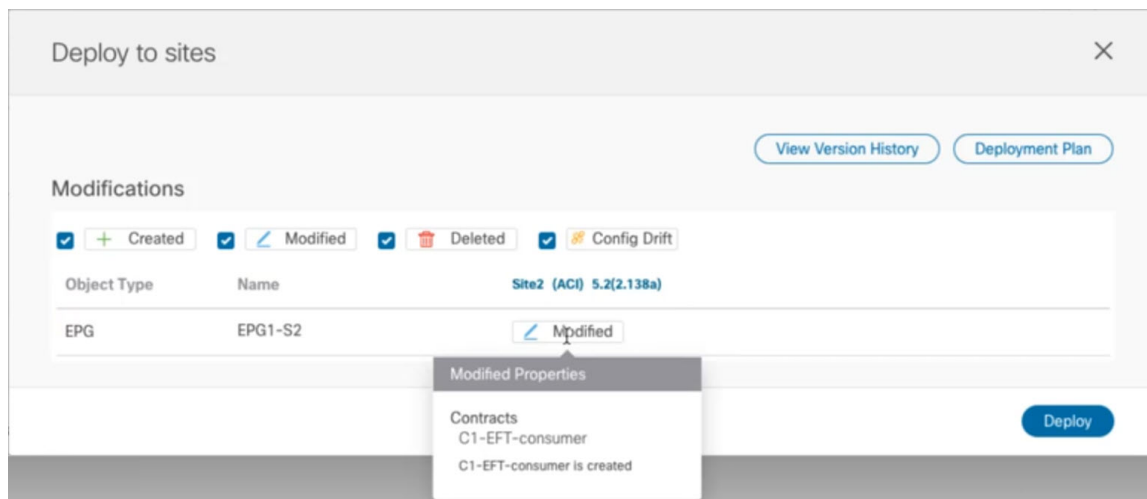 Deploy to sites
View Version History Deployment Plan
Modifications
Created Modified Deleted Config Drift
Object Type Name Site2 (ACI) 5.2(2.138a)
EPG EPG1-S2 Modified
Modified Properties
Contracts
C1-EFT-consumer
C1-EFT-consumer is created
Deploy